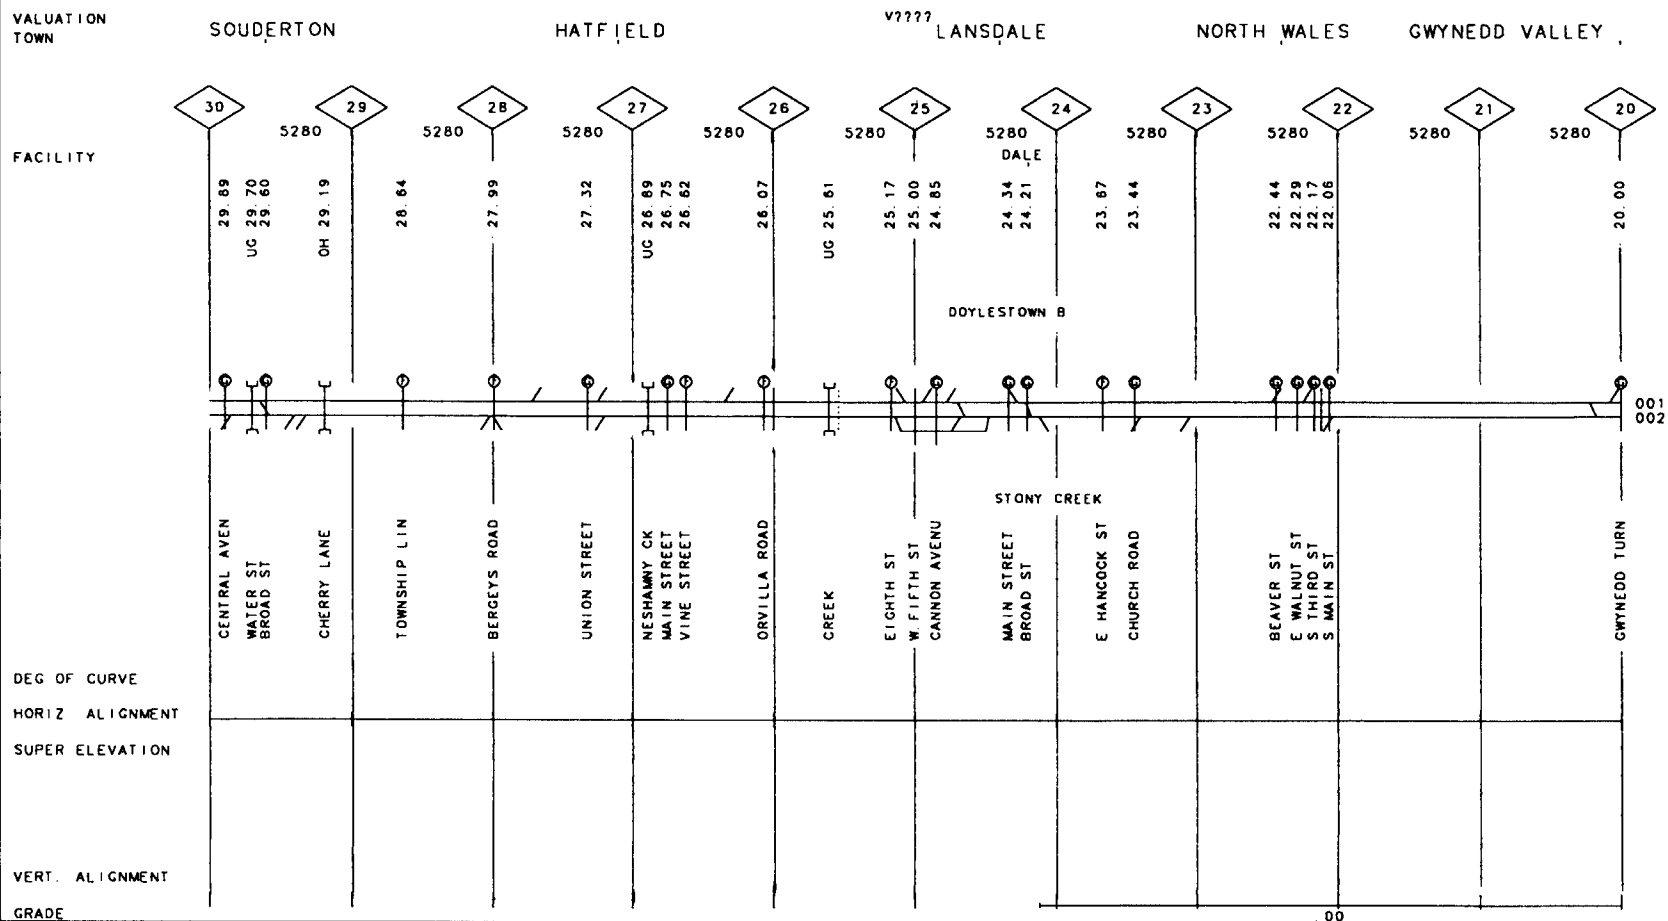 VALUATION
TOWN
SOUDERTON
HATFIELD
V????
LANSDALE
NORTH WALES
GWYNEDD VALLEY
30
29
28
27
26
25
24
23
22
21
20
5280
5280
5280
5280
5280
5280
5280
5280
5280
5280
FACILITY
DALE
29.89
UG 29.70
29.60
OH 29.19
28.64
27.99
27.32
UG 26.89
26.75
26.62
26.07
UG 25.61
25.17
25.00
24.85
24.34
24.21
23.67
23.44
22.44
22.29
22.17
22.06
20.00
DOYLESTOWN B
G
G
F
F
G
G
F
F
F
G
G
G
F
G
G
G
G
G
G
001
002
STONY CREEK
CENTRAL AVEN
WATER ST
BROAD ST
CHERRY LANE
TOWNSHIP LIN
BERGEYS ROAD
UNION STREET
NESHAMNY CK
MAIN STREET
VINE STREET
ORVILLA ROAD
CREEK
EIGHTH ST
W. FIFTH ST
CANNON AVENU
MAIN STREET
BROAD ST
E HANCOCK ST
CHURCH ROAD
BEAVER ST
E WALNUT ST
S THIRD ST
S MAIN ST
GWYNEDD TURN
DEG OF CURVE
HORIZ ALIGNMENT
SUPER ELEVATION
VERT. ALIGNMENT
GRADE
.00